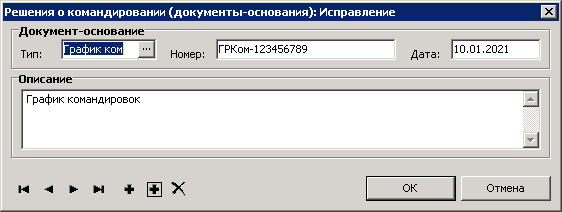 Решения о командировании (документы-основания): Исправление
Документ-основание
Тип: График ком ... Номер: ГРКом-123456789 Дата: 10.01.2021
Описание
График командировок
ОК Отмена